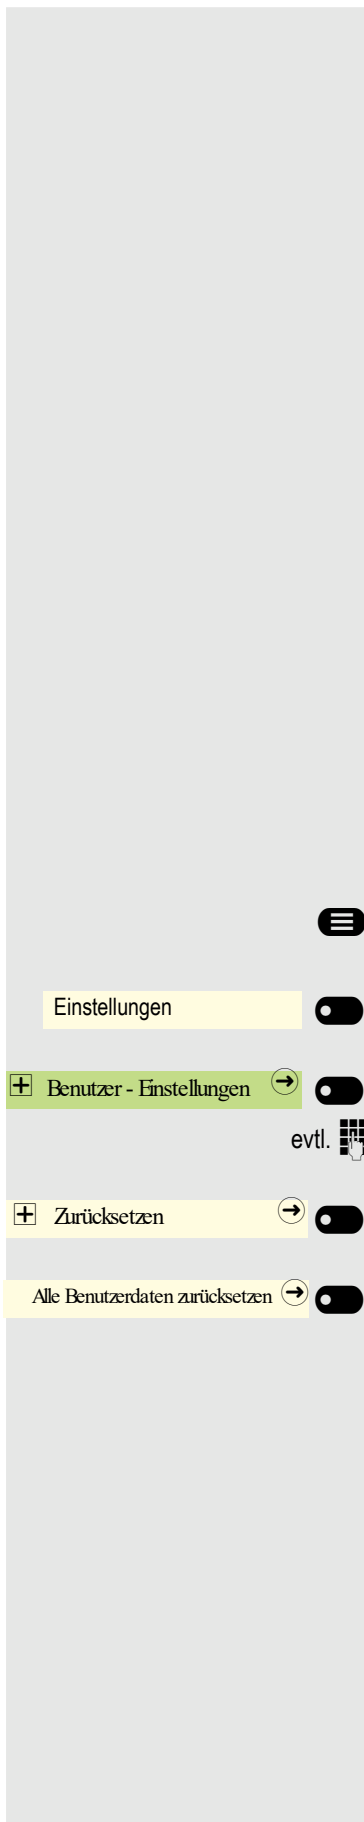 Einstellungen
Benutzer - Einstellungen
evtl.
Zurücksetzen
Alle Benutzerdaten zurücksetzen